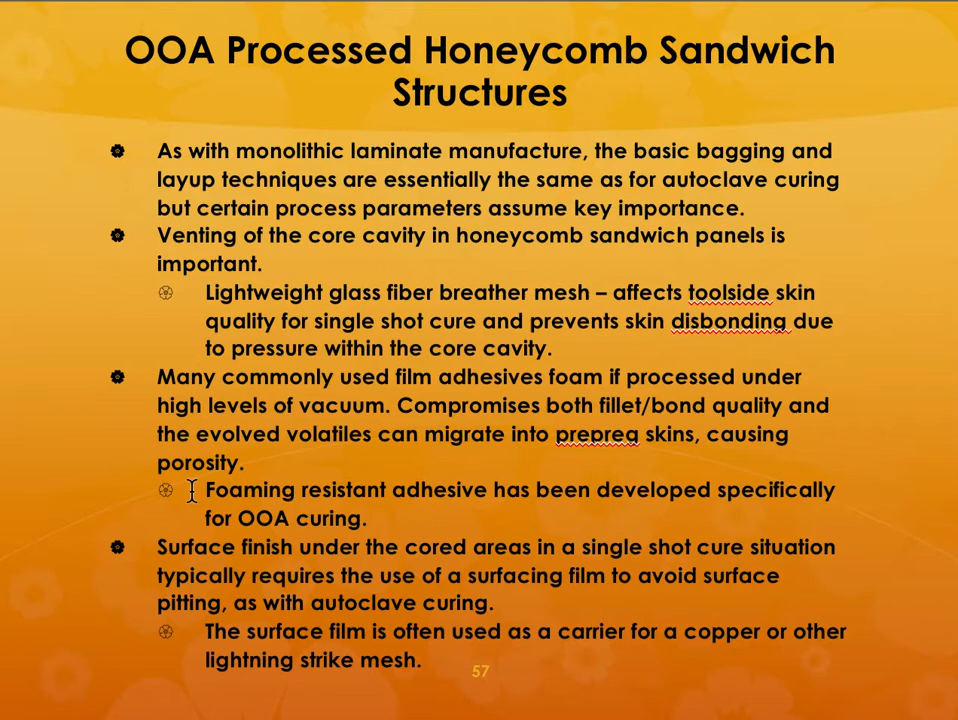 OOA Processed Honeycomb Sandwich
Structures
As with monolithic laminate manufacture, the basic bagging and
layup techniques are essentially the same as for autoclave curing
but certain process parameters assume key importance.
Venting of the core cavity in honeycomb sandwich panels is
important.
Lightweight glass fiber breather mesh – affects toolside skin
quality for single shot cure and prevents skin disbonding due
to pressure within the core cavity.
Many commonly used film adhesives foam if processed under
high levels of vacuum. Compromises both fillet/bond quality and
the evolved volatiles can migrate into prepreg skins, causing
porosity.
Foaming resistant adhesive has been developed specifically
for OOA curing.
Surface finish under the cored areas in a single shot cure situation
typically requires the use of a surfacing film to avoid surface
pitting, as with autoclave curing.
The surface film is often used as a carrier for a copper or other
lightning strike mesh.
57